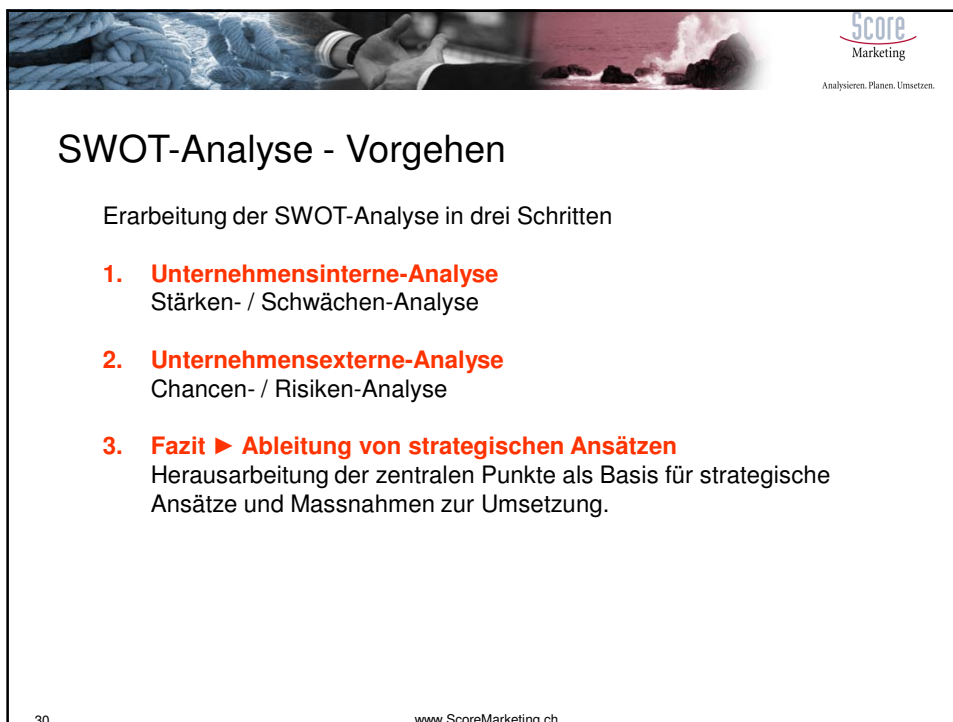 Score
Marketing
Analysieren. Planen. Umsetzen.
SWOT-Analyse - Vorgehen
Erarbeitung der SWOT-Analyse in drei Schritten
1. Unternehmensinterne-Analyse
Stärken- / Schwächen-Analyse
2. Unternehmensexterne-Analyse
Chancen- / Risiken-Analyse
3. Fazit ► Ableitung von strategischen Ansätzen
Herausarbeitung der zentralen Punkte als Basis für strategische
Ansätze und Massnahmen zur Umsetzung.
30 www.ScoreMarketing.ch